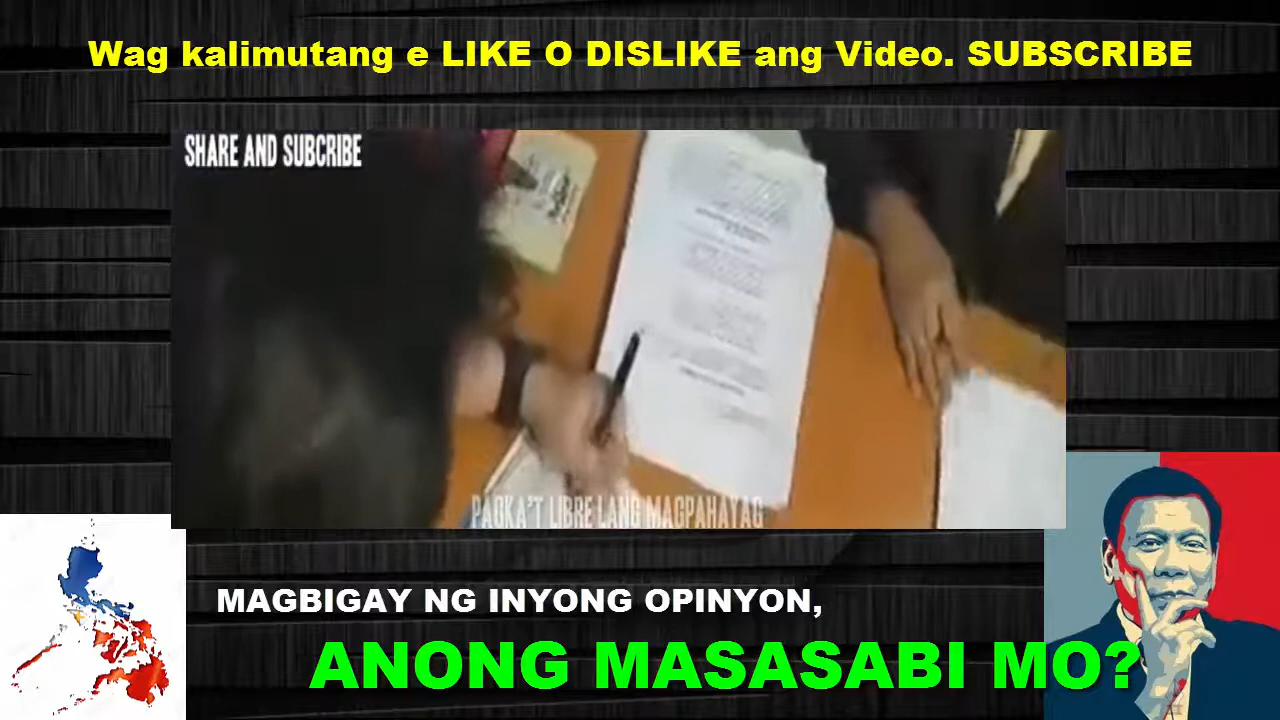 Wag kalimutang e LIKE O DISLIKE ang Video. SUBSCRIBE
SHARE AND SUBCRIBE
PAGKA'T LIBRE LANG MAGPAHAYAG
MAGBIGAY NG INYONG OPINYON,
ANONG MASASABI MO?